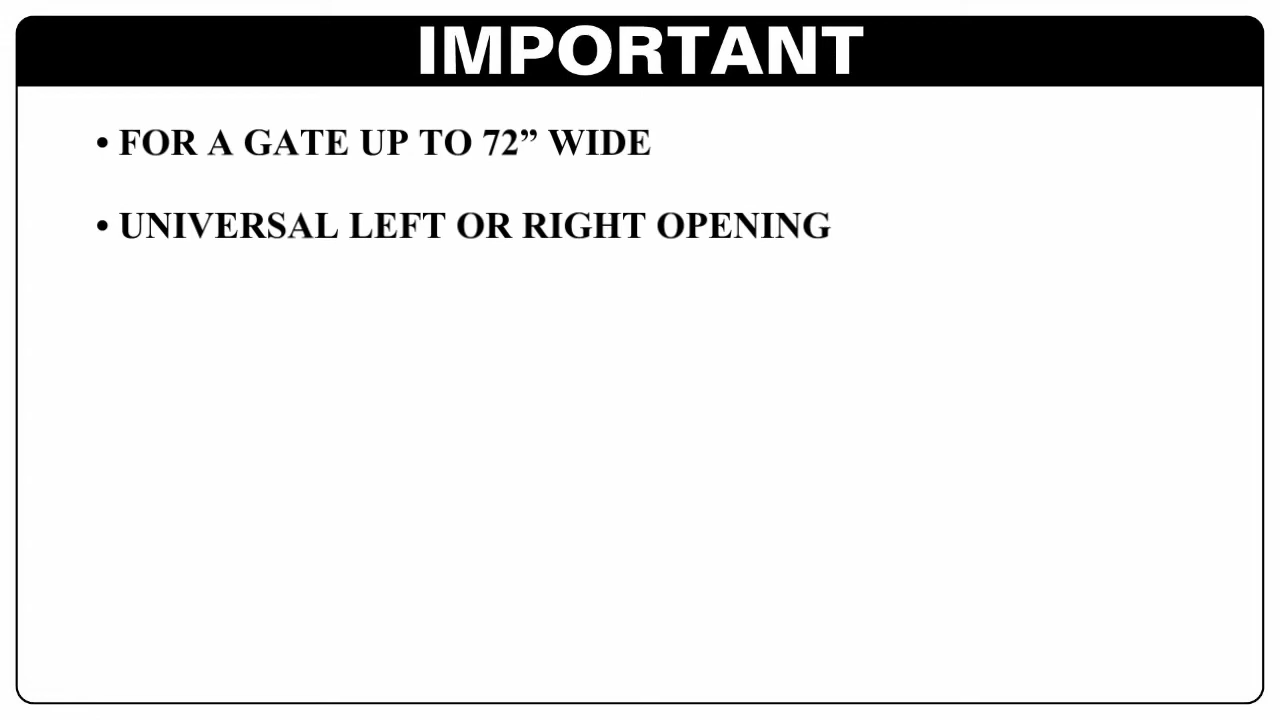 IMPORTANT
• FOR A GATE UP TO 72” WIDE
• UNIVERSAL LEFT OR RIGHT OPENING